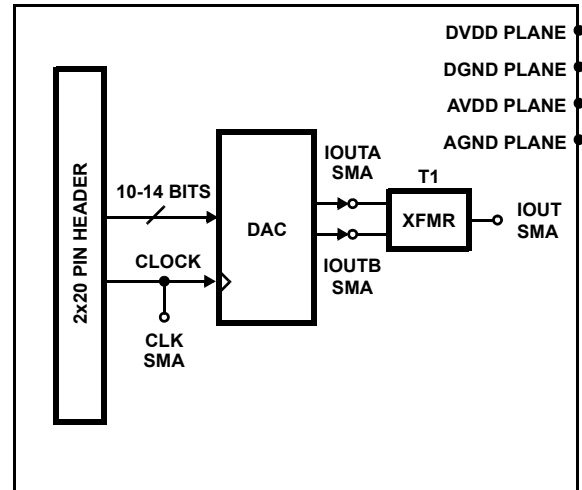 DVDD PLANE
DGND PLANE
AVDD PLANE
AGND PLANE
2x20 PIN HEADER
10-14 BITS
CLOCK
CLK
SMA
DAC
IOUTA
SMA
IOUTB
SMA
T1
XFMR
IOUT
SMA